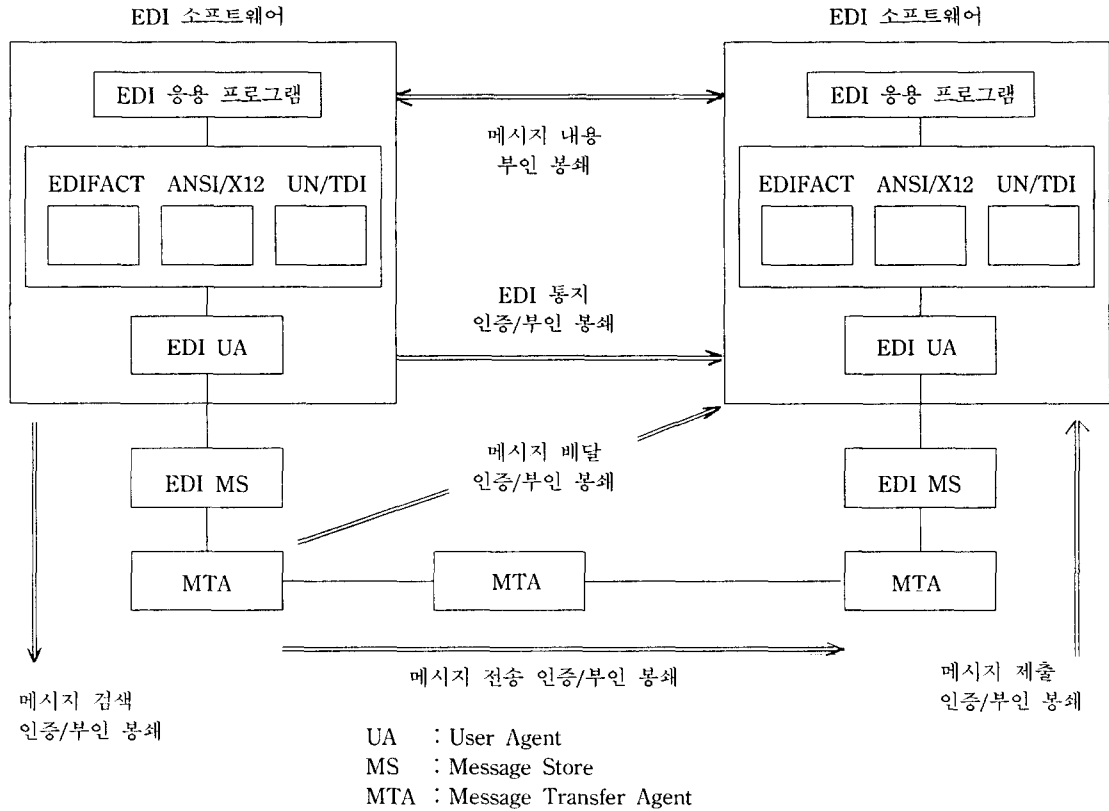 EDI 소프트웨어
EDI 소프트웨어
EDI 응용 프로그램
EDI 응용 프로그램
메시지 내용
부인 봉쇄
EDIFACT ANSI/X12 UN/TDI
EDIFACT ANSI/X12 UN/TDI
EDI 통지
인증/부인 봉쇄
EDI UA
EDI UA
메시지 배달
인증/부인 봉쇄
EDI MS
EDI MS
MTA
MTA
MTA
메시지 전송 인증/부인 봉쇄
메시지 검색
인증/부인 봉쇄
메시지 제출
인증/부인 봉쇄
UA : User Agent
MS : Message Store
MTA : Message Transfer Agent